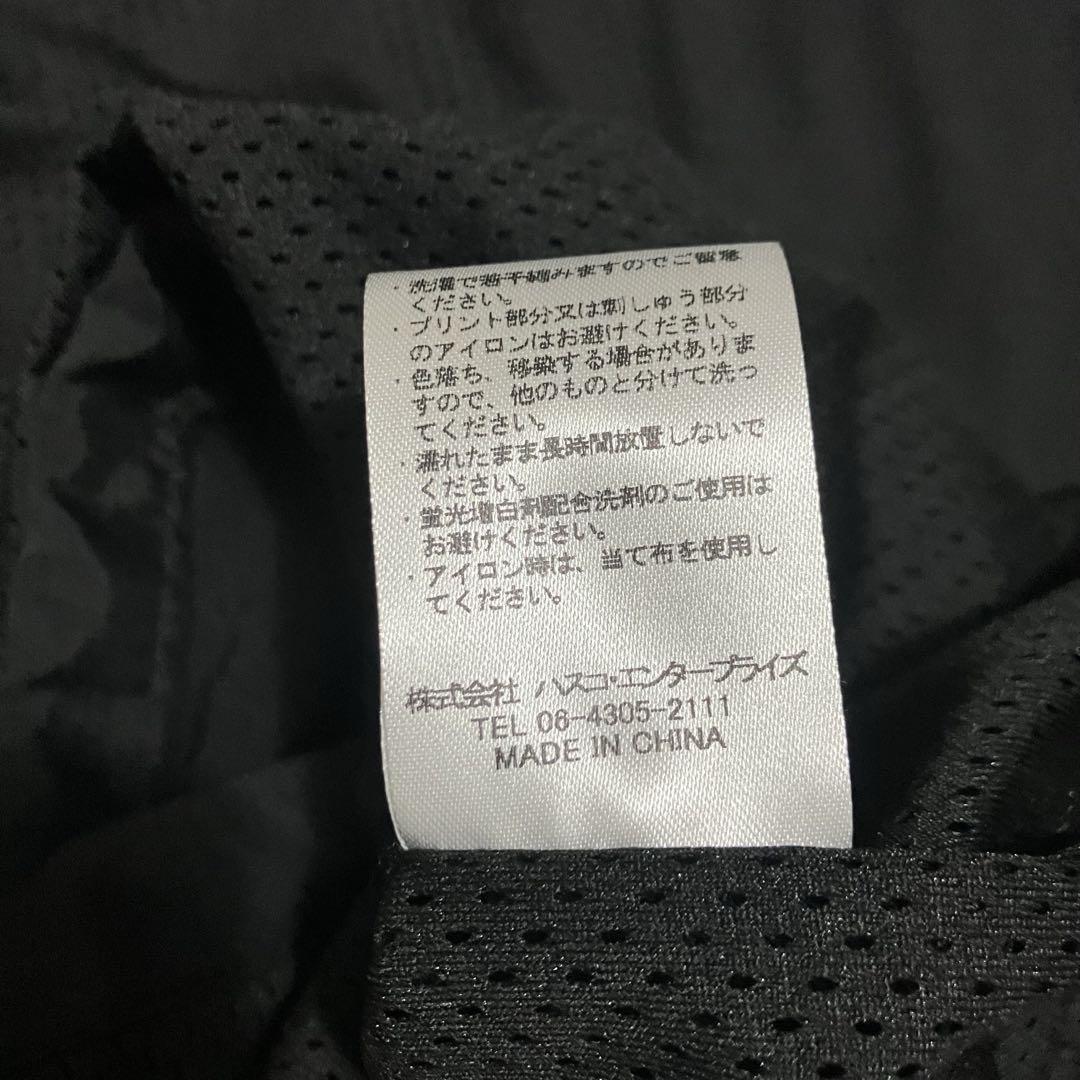 ・洗濯で若干縮みますのでご留意
ください。
・プリント部分又は刺しゅう部分
のアイロンはお避けください。
・色落ち、移染する場合がありま
すので、他のものと分けて洗っ
てください。
・濡れたまま長時間放置しないで
ください。
・蛍光増白剤配合洗剤のご使用は
お避けください。
・アイロン時は、当て布を使用し
てください。
株式会社 ハスコ・エンタープライズ
TEL 06-4305-2111
MADE IN CHINA